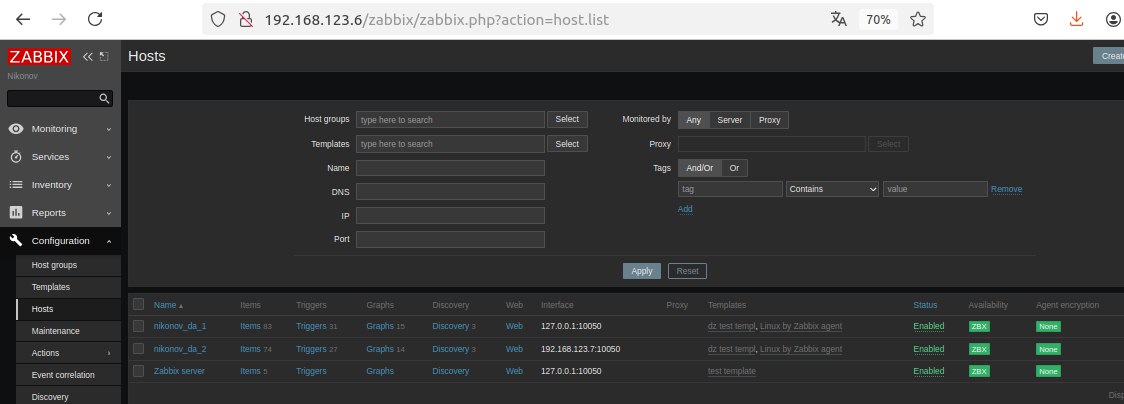 192.168.123.6/zabbix/zabbix.php?action=host.list 70%
ZABBIX Hosts
Nikonov
Monitoring
Services
Inventory
Reports
Configuration
Host groups
Templates
Hosts
Maintenance
Actions
Event correlation
Discovery
Host groups type here to search Select
Templates type here to search Select
Name
DNS
IP
Port
Monitored by Any Server Proxy
Proxy Select
Tags And/Or Or
tag Contains value Remove
Add
Apply Reset
Name Items Triggers Graphs Discovery Web Interface Proxy Templates Status Availability Agent encryption
nikonov_da_1 Items 83 Triggers 31 Graphs 15 Discovery 3 Web 127.0.0.1:10050 dz test templ, Linux by Zabbix agent Enabled ZBX None
nikonov_da_2 Items 74 Triggers 27 Graphs 14 Discovery 3 Web 192.168.123.7:10050 dz test templ, Linux by Zabbix agent Enabled ZBX None
Zabbix server Items 5 Triggers Graphs Discovery Web 127.0.0.1:10050 test template Enabled ZBX None